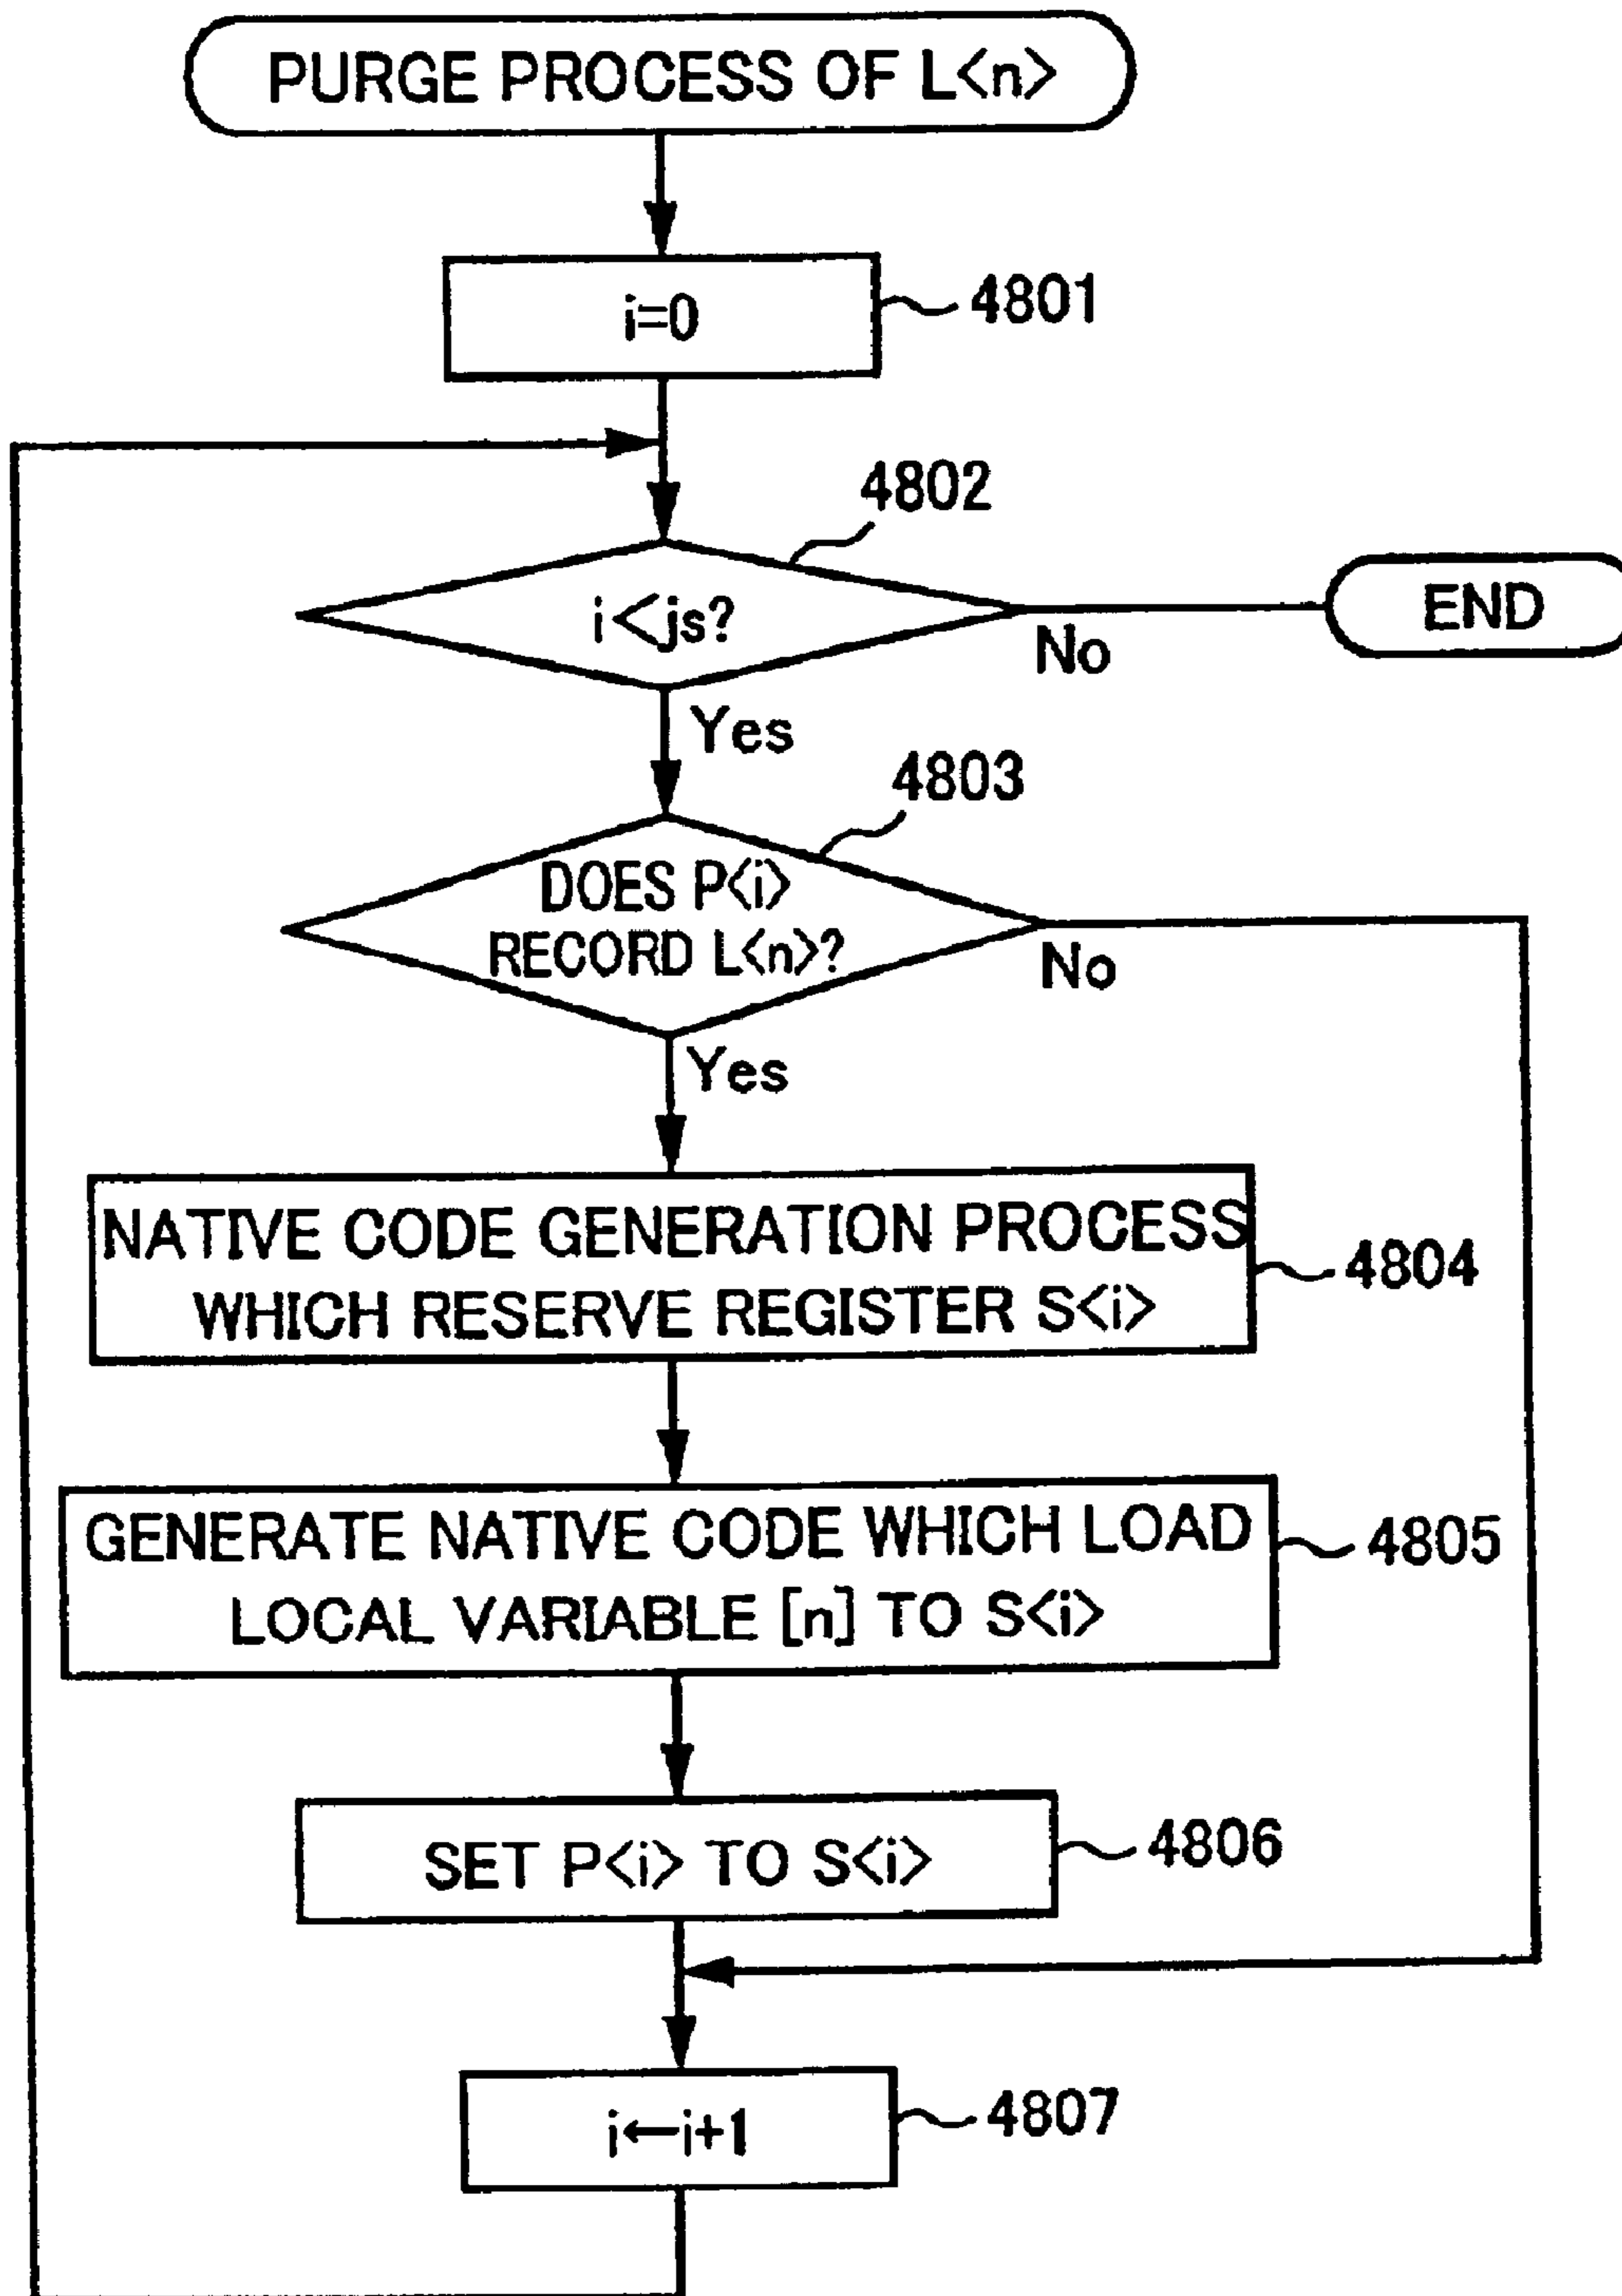 PURGE PROCESS OF L<n>
i=0
4801
4802
i<js?
No
END
Yes
4803
DOES P<i>
RECORD L<n>?
No
Yes
NATIVE CODE GENERATION PROCESS
WHICH RESERVE REGISTER S<i>
4804
GENERATE NATIVE CODE WHICH LOAD
LOCAL VARIABLE [n] TO S<i>
4805
SET P<i> TO S<i>
4806
i←i+1
4807